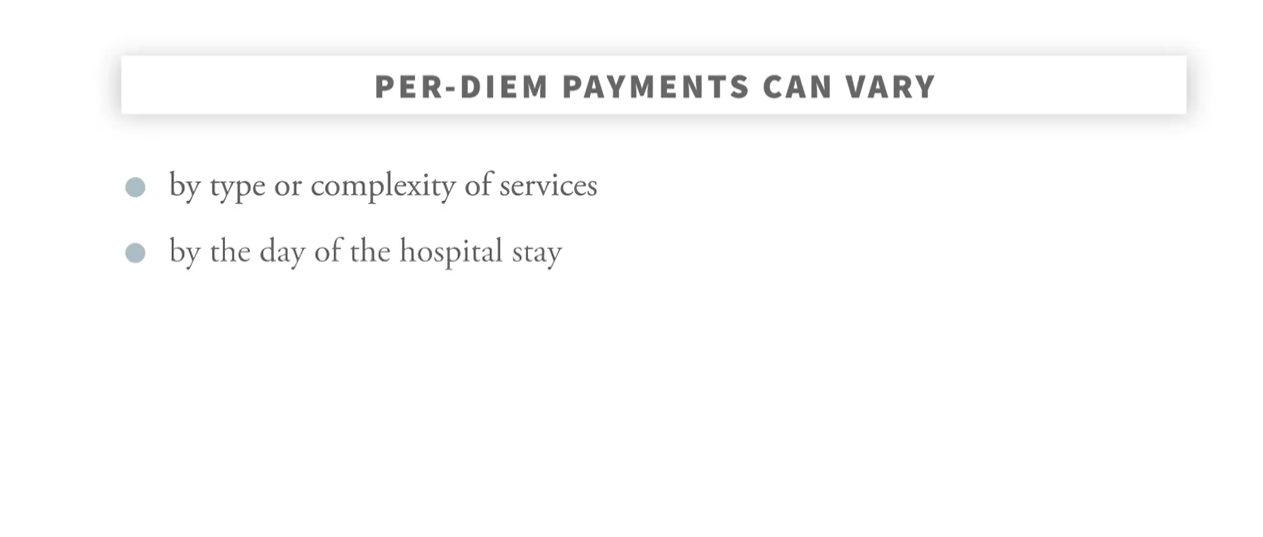 PER-DIEM PAYMENTS CAN VARY
by type or complexity of services
by the day of the hospital stay